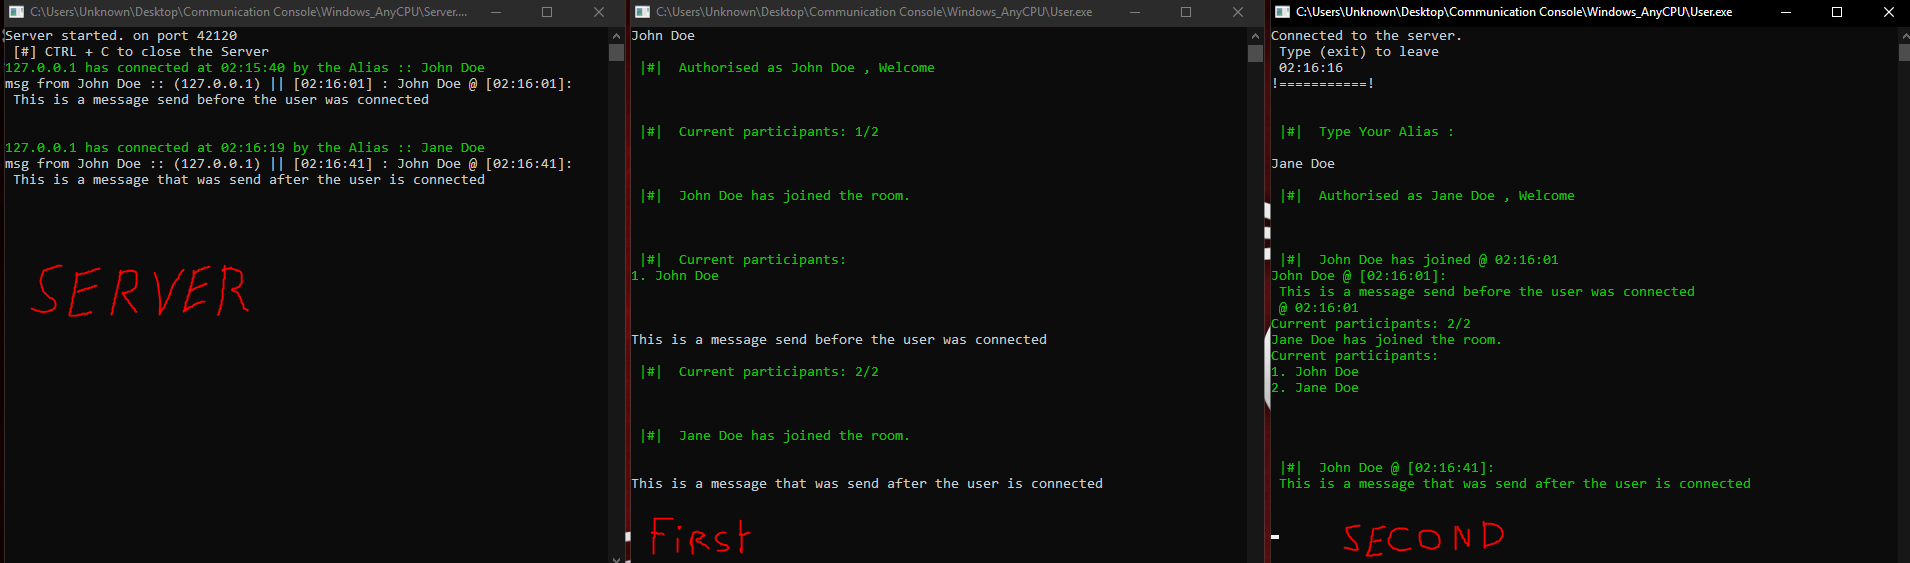 C:\Users\Unknown\Desktop\Communication Console\Windows_AnyCPU\Server....
Server started. on port 42120
[#] CTRL + C to close the Server
127.0.0.1 has connected at 02:15:40 by the Alias :: John Doe
msg from John Doe :: (127.0.0.1) || [02:16:01] : John Doe @ [02:16:01]:
This is a message send before the user was connected
127.0.0.1 has connected at 02:16:19 by the Alias :: Jane Doe
msg from John Doe :: (127.0.0.1) || [02:16:41] : John Doe @ [02:16:41]:
This is a message that was send after the user is connected
SERVER
C:\Users\Unknown\Desktop\Communication Console\Windows_AnyCPU\User.exe
John Doe
|#|  Authorised as John Doe , Welcome
|#|  Current participants: 1/2
|#|  John Doe has joined the room.
|#|  Current participants:
1. John Doe
This is a message send before the user was connected
|#|  Current participants: 2/2
|#|  Jane Doe has joined the room.
This is a message that was send after the user is connected
First
C:\Users\Unknown\Desktop\Communication Console\Windows_AnyCPU\User.exe
Connected to the server.
Type (exit) to leave
02:16:16
!===========!
|#|  Type Your Alias :
Jane Doe
|#|  Authorised as Jane Doe , Welcome
|#|  John Doe has joined @ 02:16:01
John Doe @ [02:16:01]:
This is a message send before the user was connected
@ 02:16:01
Current participants: 2/2
Jane Doe has joined the room.
Current participants:
1. John Doe
2. Jane Doe
|#|  John Doe @ [02:16:41]:
This is a message that was send after the user is connected
SECOND